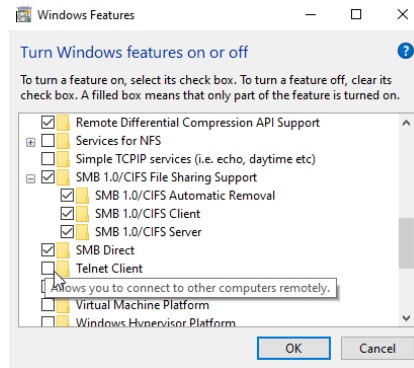 Windows Features
Turn Windows features on or off
To turn a feature on, select its check box. To turn a feature off, clear its
check box. A filled box means that only part of the feature is turned on.
Remote Differential Compression API Support
Services for NFS
Simple TCPIP services (i.e. echo, daytime etc)
SMB 1.0/CIFS File Sharing Support
SMB 1.0/CIFS Automatic Removal
SMB 1.0/CIFS Client
SMB 1.0/CIFS Server
SMB Direct
Telnet Client
Allows you to connect to other computers remotely.
Virtual Machine Platform
Windows Hypervisor Platform
OK
Cancel